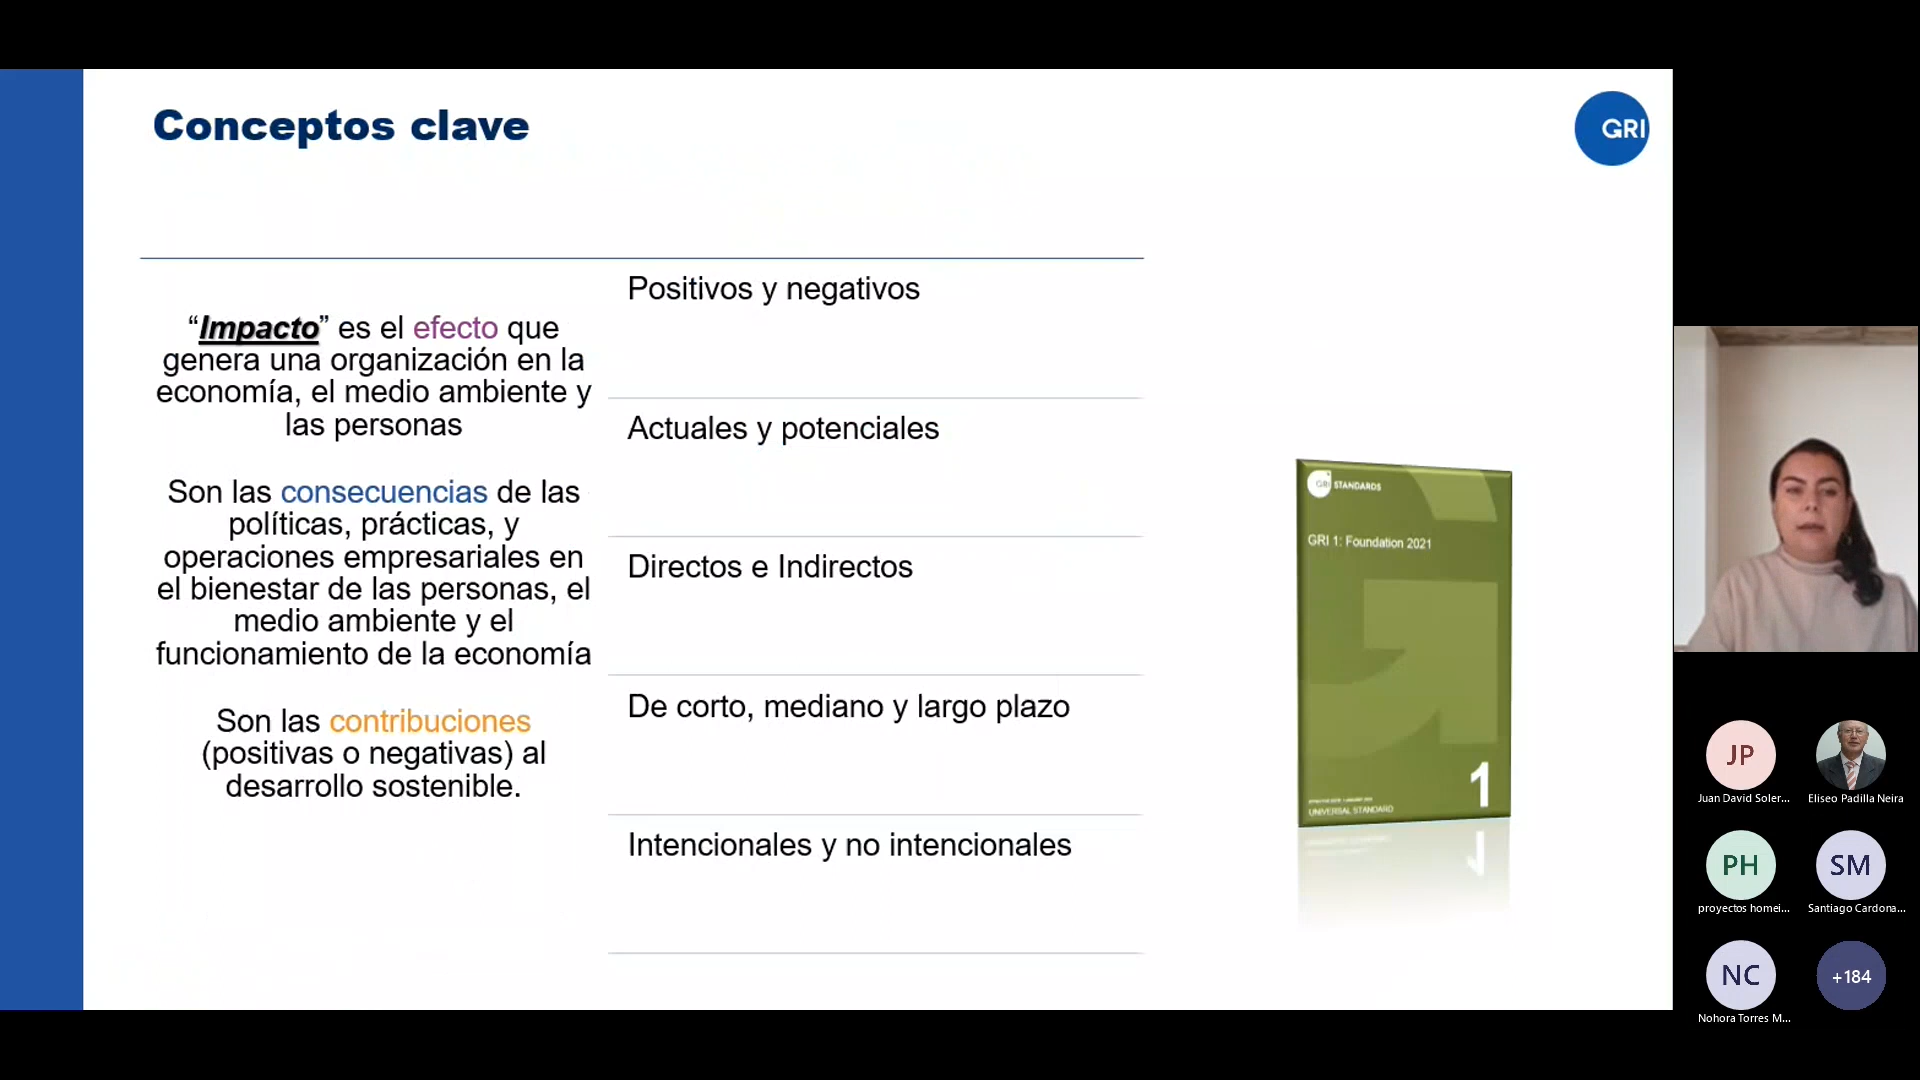 Conceptos clave
GRI
“Impacto” es el efecto que
genera una organización en la
economía, el medio ambiente y
las personas
Son las consecuencias de las
políticas, prácticas, y
operaciones empresariales en
el bienestar de las personas, el
medio ambiente y el
funcionamiento de la economía
Son las contribuciones
(positivas o negativas) al
desarrollo sostenible.
Positivos y negativos
Actuales y potenciales
Directos e Indirectos
De corto, mediano y largo plazo
Intencionales y no intencionales
GRI STANDARDS
GRI 1: Foundation 2021
1
UNIVERSAL STANDARD
JP
Juan David Soler...
Eliseo Padilla Neira
PH
proyectos homei...
SM
Santiago Cardona...
NC
Nohora Torres M...
+184